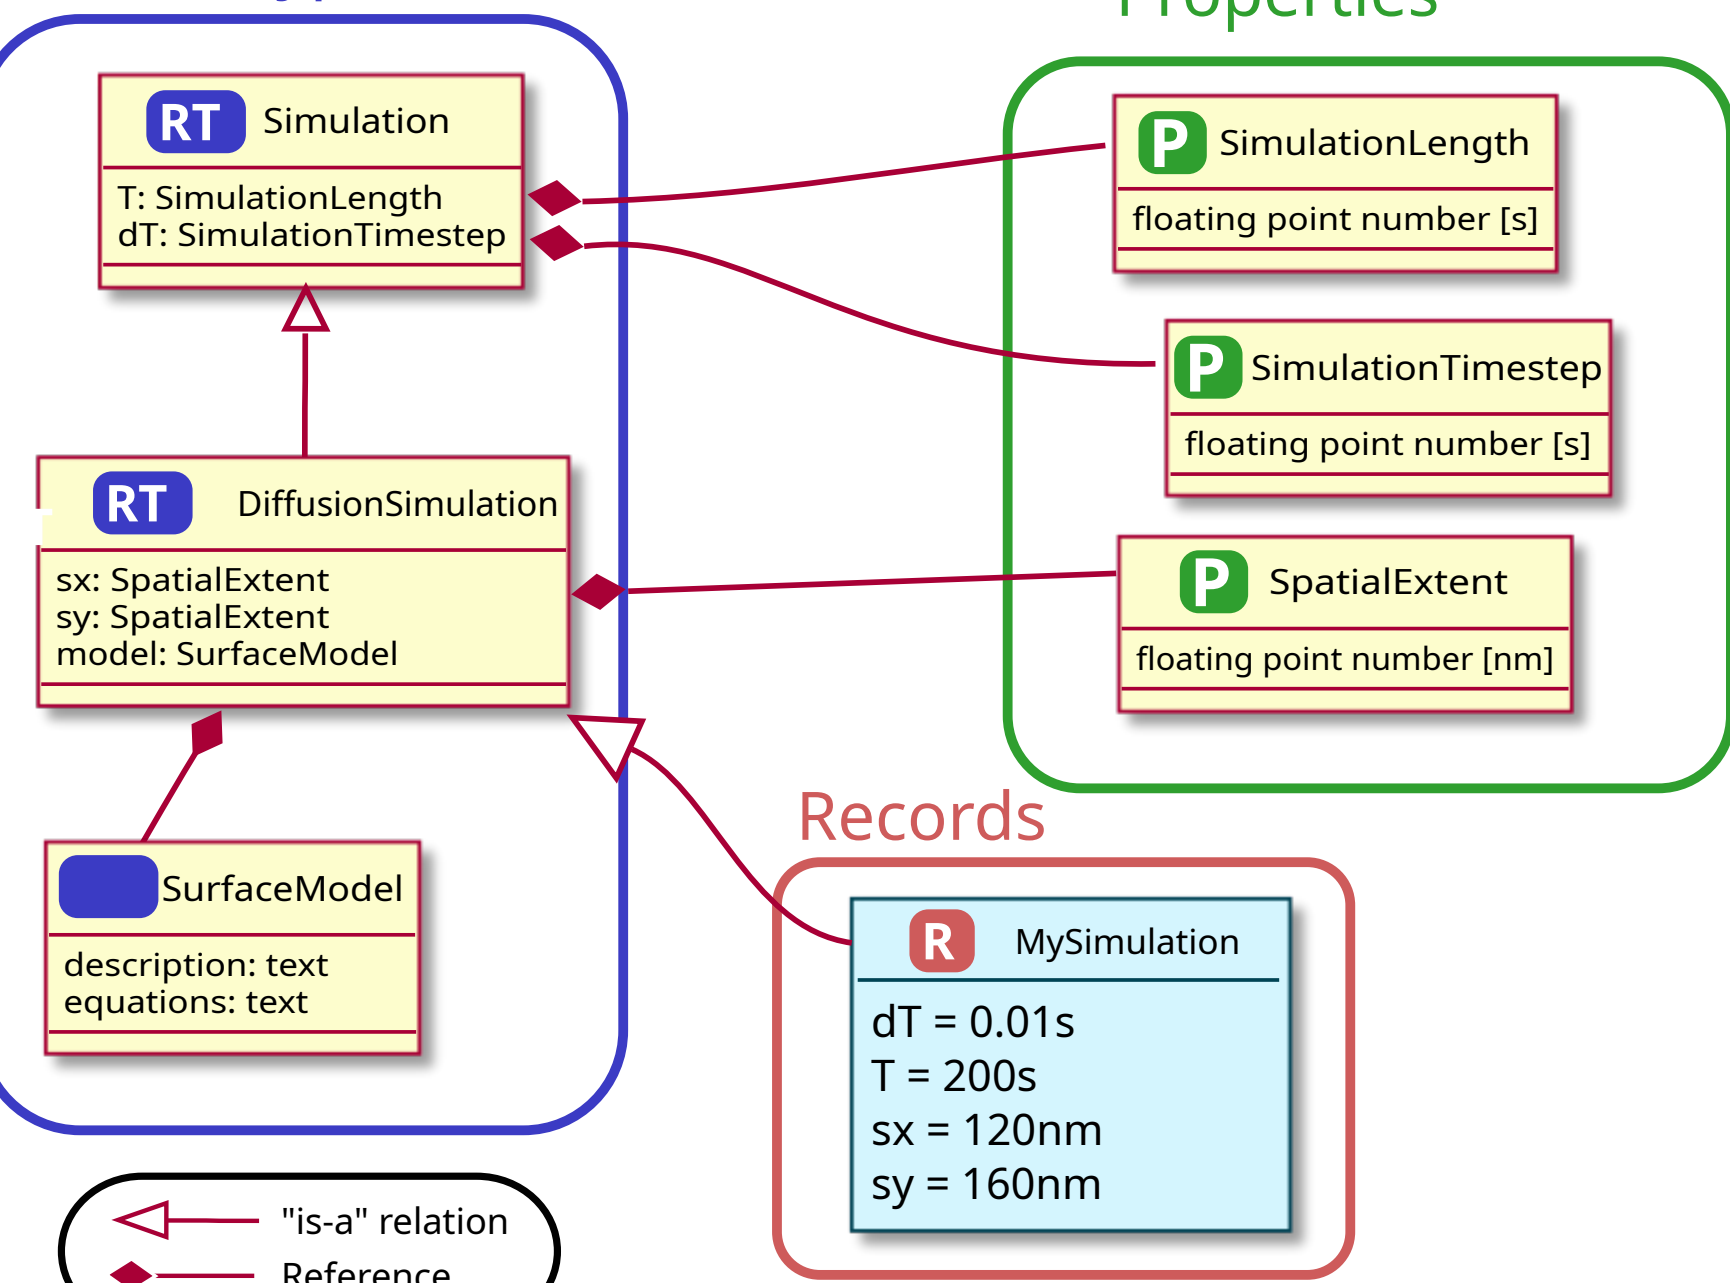 Properties
RT Simulation
T: SimulationLength
dT: SimulationTimestep
P SimulationLength
floating point number [s]
P SimulationTimestep
floating point number [s]
RT DiffusionSimulation
sx: SpatialExtent
sy: SpatialExtent
model: SurfaceModel
P SpatialExtent
floating point number [nm]
SurfaceModel
description: text
equations: text
Records
R MySimulation
dT = 0.01s
T = 200s
sx = 120nm
sy = 160nm
"is-a" relation
Reference